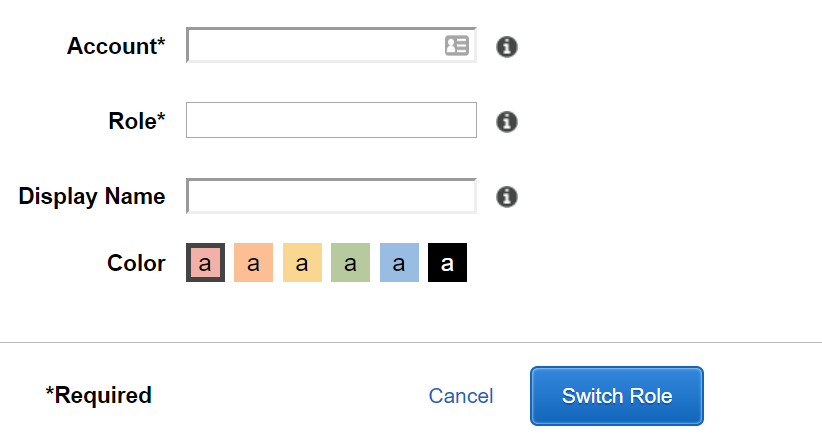 Account*
Role*
Display Name
Color a a a a a a
*Required Cancel Switch Role